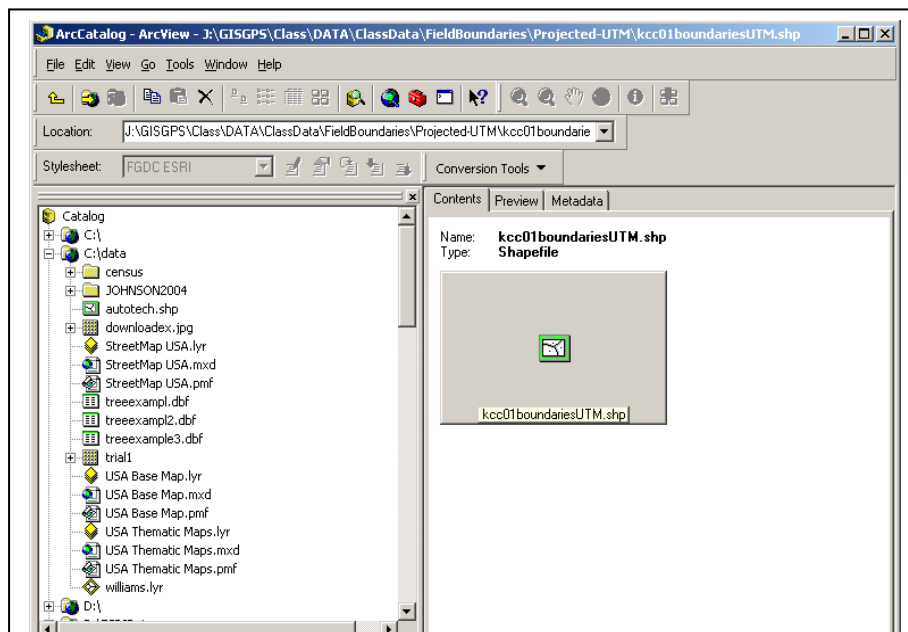 ArcCatalog - ArcView - J:\GISGPS\Class\DATA\ClassData\FieldBoundaries\Projected-UTM\kcc01boundariesUTM.shp
File Edit View Go Tools Window Help
Location: J:\GISGPS\Class\DATA\ClassData\FieldBoundaries\Projected-UTM\kcc01boundarie
Stylesheet: FGDC ESRI Conversion Tools
Contents Preview Metadata
Name: kcc01boundariesUTM.shp
Type: Shapefile
kcc01boundariesUTM.shp
Catalog
C:\
C:\data
census
JOHNSON2004
autotech.shp
downloadex.jpg
StreetMap USA.lyr
StreetMap USA.mxd
StreetMap USA.pmf
treeexampl.dbf
treeexampl2.dbf
treeexample3.dbf
trial1
USA Base Map.lyr
USA Base Map.mxd
USA Base Map.pmf
USA Thematic Maps.lyr
USA Thematic Maps.mxd
USA Thematic Maps.pmf
williams.lyr
D:\